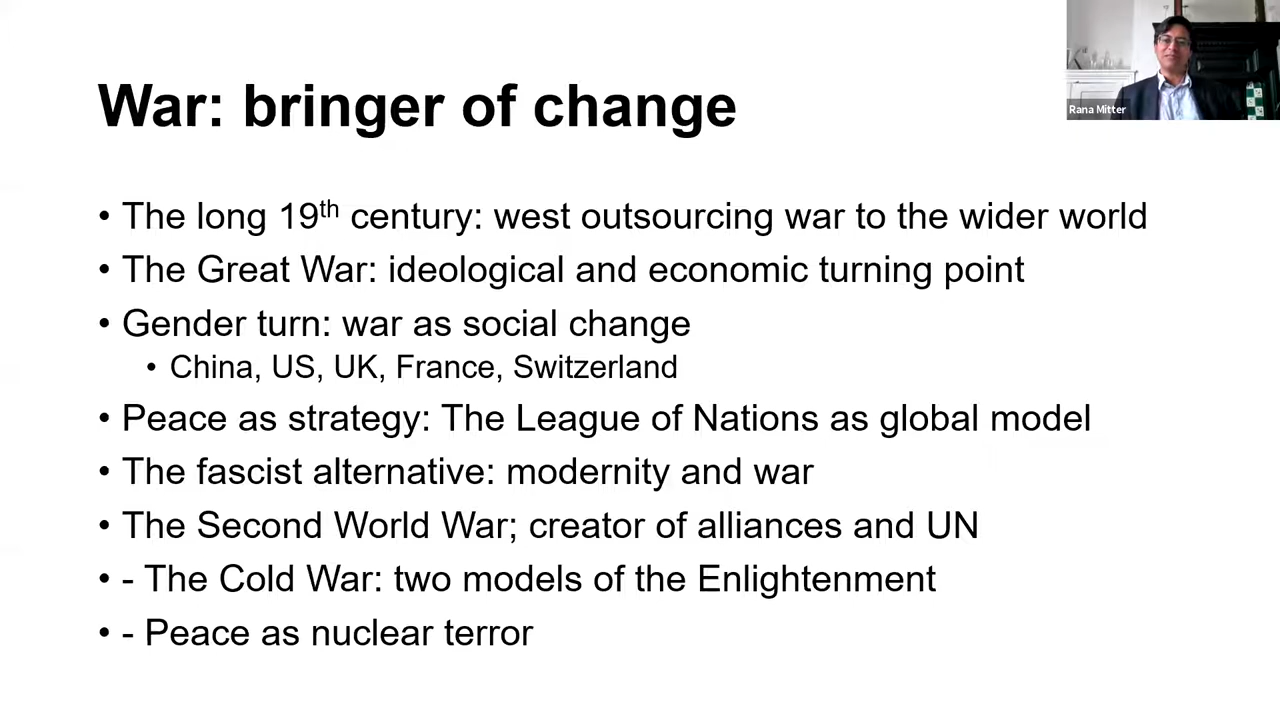 War: bringer of change
Rana Mitter
• The long 19th century: west outsourcing war to the wider world
• The Great War: ideological and economic turning point
• Gender turn: war as social change
• China, US, UK, France, Switzerland
• Peace as strategy: The League of Nations as global model
• The fascist alternative: modernity and war
• The Second World War; creator of alliances and UN
• - The Cold War: two models of the Enlightenment
• - Peace as nuclear terror